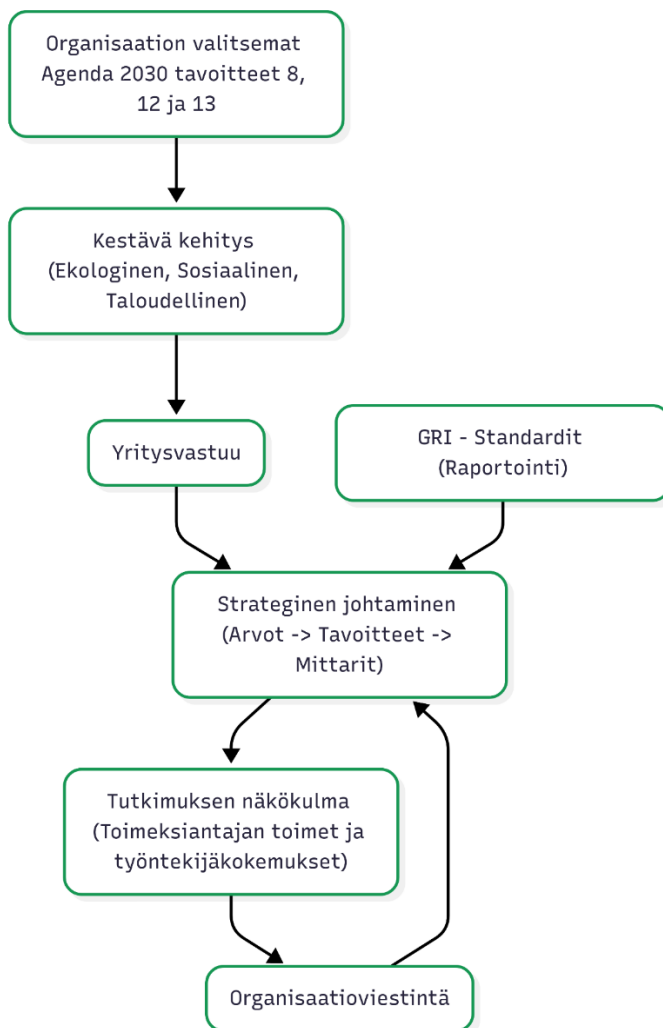 Organisaation valitsemat
Agenda 2030 tavoitteet 8,
12 ja 13
Kestävä kehitys
(Ekologinen, Sosiaalinen,
Taloudellinen)
Yritysvastuu
GRI - Standardit
(Raportointi)
Strateginen johtaminen
(Arvot -> Tavoitteet ->
Mittarit)
Tutkimuksen näkökulma
(Toimeksiantajan toimet ja
työntekijäkokemukset)
Organisaatioviestintä